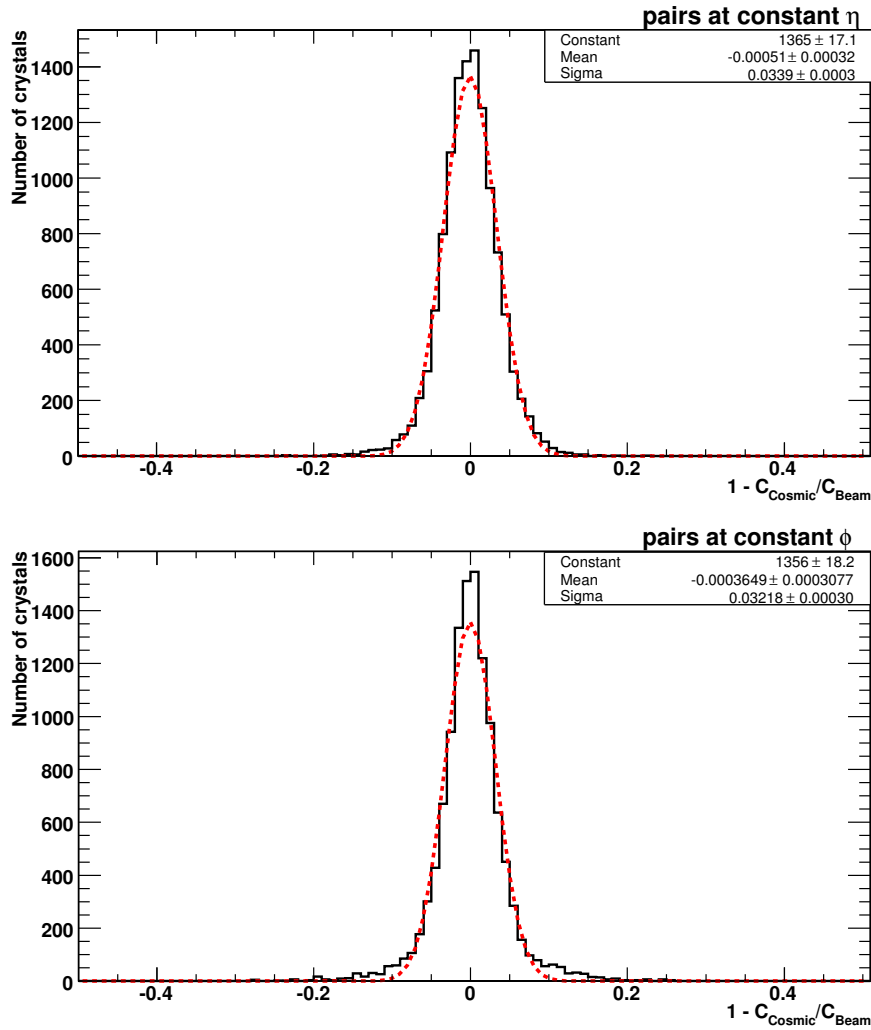 pairs at constant η
Constant 1365 ± 17.1
Mean -0.00051 ± 0.00032
Sigma 0.0339 ± 0.0003
Number of crystals
1400
1200
1000
800
600
400
200
0
-0.4 -0.2 0 0.2 0.4
1 - C_Cosmic/C_Beam
pairs at constant ϕ
Constant 1356 ± 18.2
Mean -0.0003649 ± 0.0003077
Sigma 0.03218 ± 0.00030
Number of crystals
1600
1400
1200
1000
800
600
400
200
0
-0.4 -0.2 0 0.2 0.4
1 - C_Cosmic/C_Beam